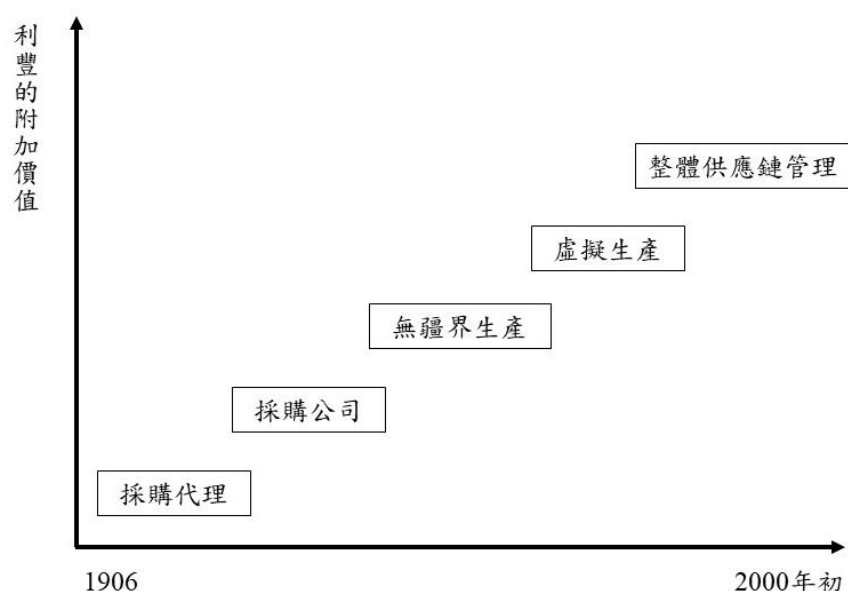 利豐的附加價值
整體供應鏈管理
虛擬生產
無疆界生產
採購公司
採購代理
1906
2000年初